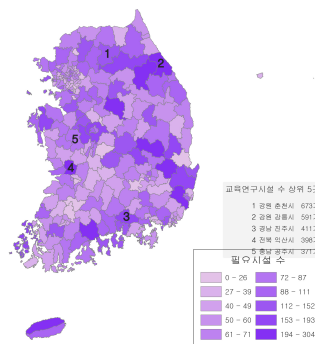 1
2
5
4
3
교육연구시설 수 상위 5
1 강원 춘천시 673
2 강원 강릉시 591
3 경남 진주시 411
4 전북 익산시 398
5 충남 공주시 371
필요시설 수
0 - 26
72 - 87
27 - 39
88 - 111
40 - 49
112 - 152
50 - 60
153 - 193
61 - 71
194 - 304